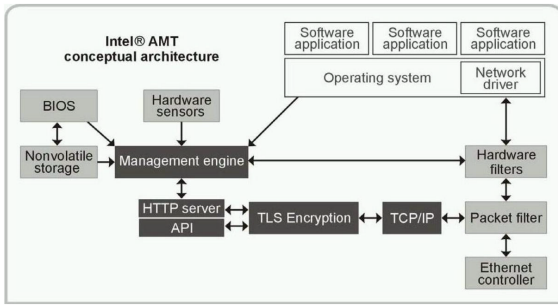 Intel® AMT
conceptual architecture
Software
application
Software
application
Software
application
Operating system
Network
driver
BIOS
Hardware
sensors
Nonvolatile
storage
Management engine
Hardware
filters
HTTP server
API
TLS Encryption
TCP/IP
Packet filter
Ethernet
controller